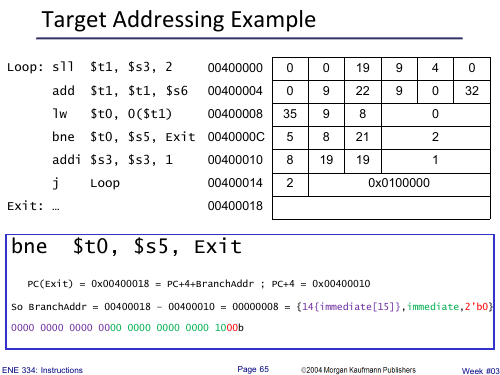 Target Addressing Example
Loop: sll $t1, $s3, 2 00400000 0 0 19 9 4 0
add $t1, $t1, $s6 00400004 0 9 22 9 0 32
lw $t0, 0($t1) 00400008 35 9 8 0
bne $t0, $s5, Exit 0040000C 5 8 21 2
addi $s3, $s3, 1 00400010 8 19 19 1
j Loop 00400014 2 0x0100000
Exit: … 00400018
bne $t0, $s5, Exit
PC(Exit) = 0x00400018 = PC+4+BranchAddr ; PC+4 = 0x00400010
So BranchAddr = 00400018 – 00400010 = 00000008 = {14{immediate[15]},immediate,2'b0}
0000 0000 0000 0000 0000 0000 0000 1000b
ENE 334: Instructions Page 65 ©2004 Morgan Kaufmann Publishers Week #03